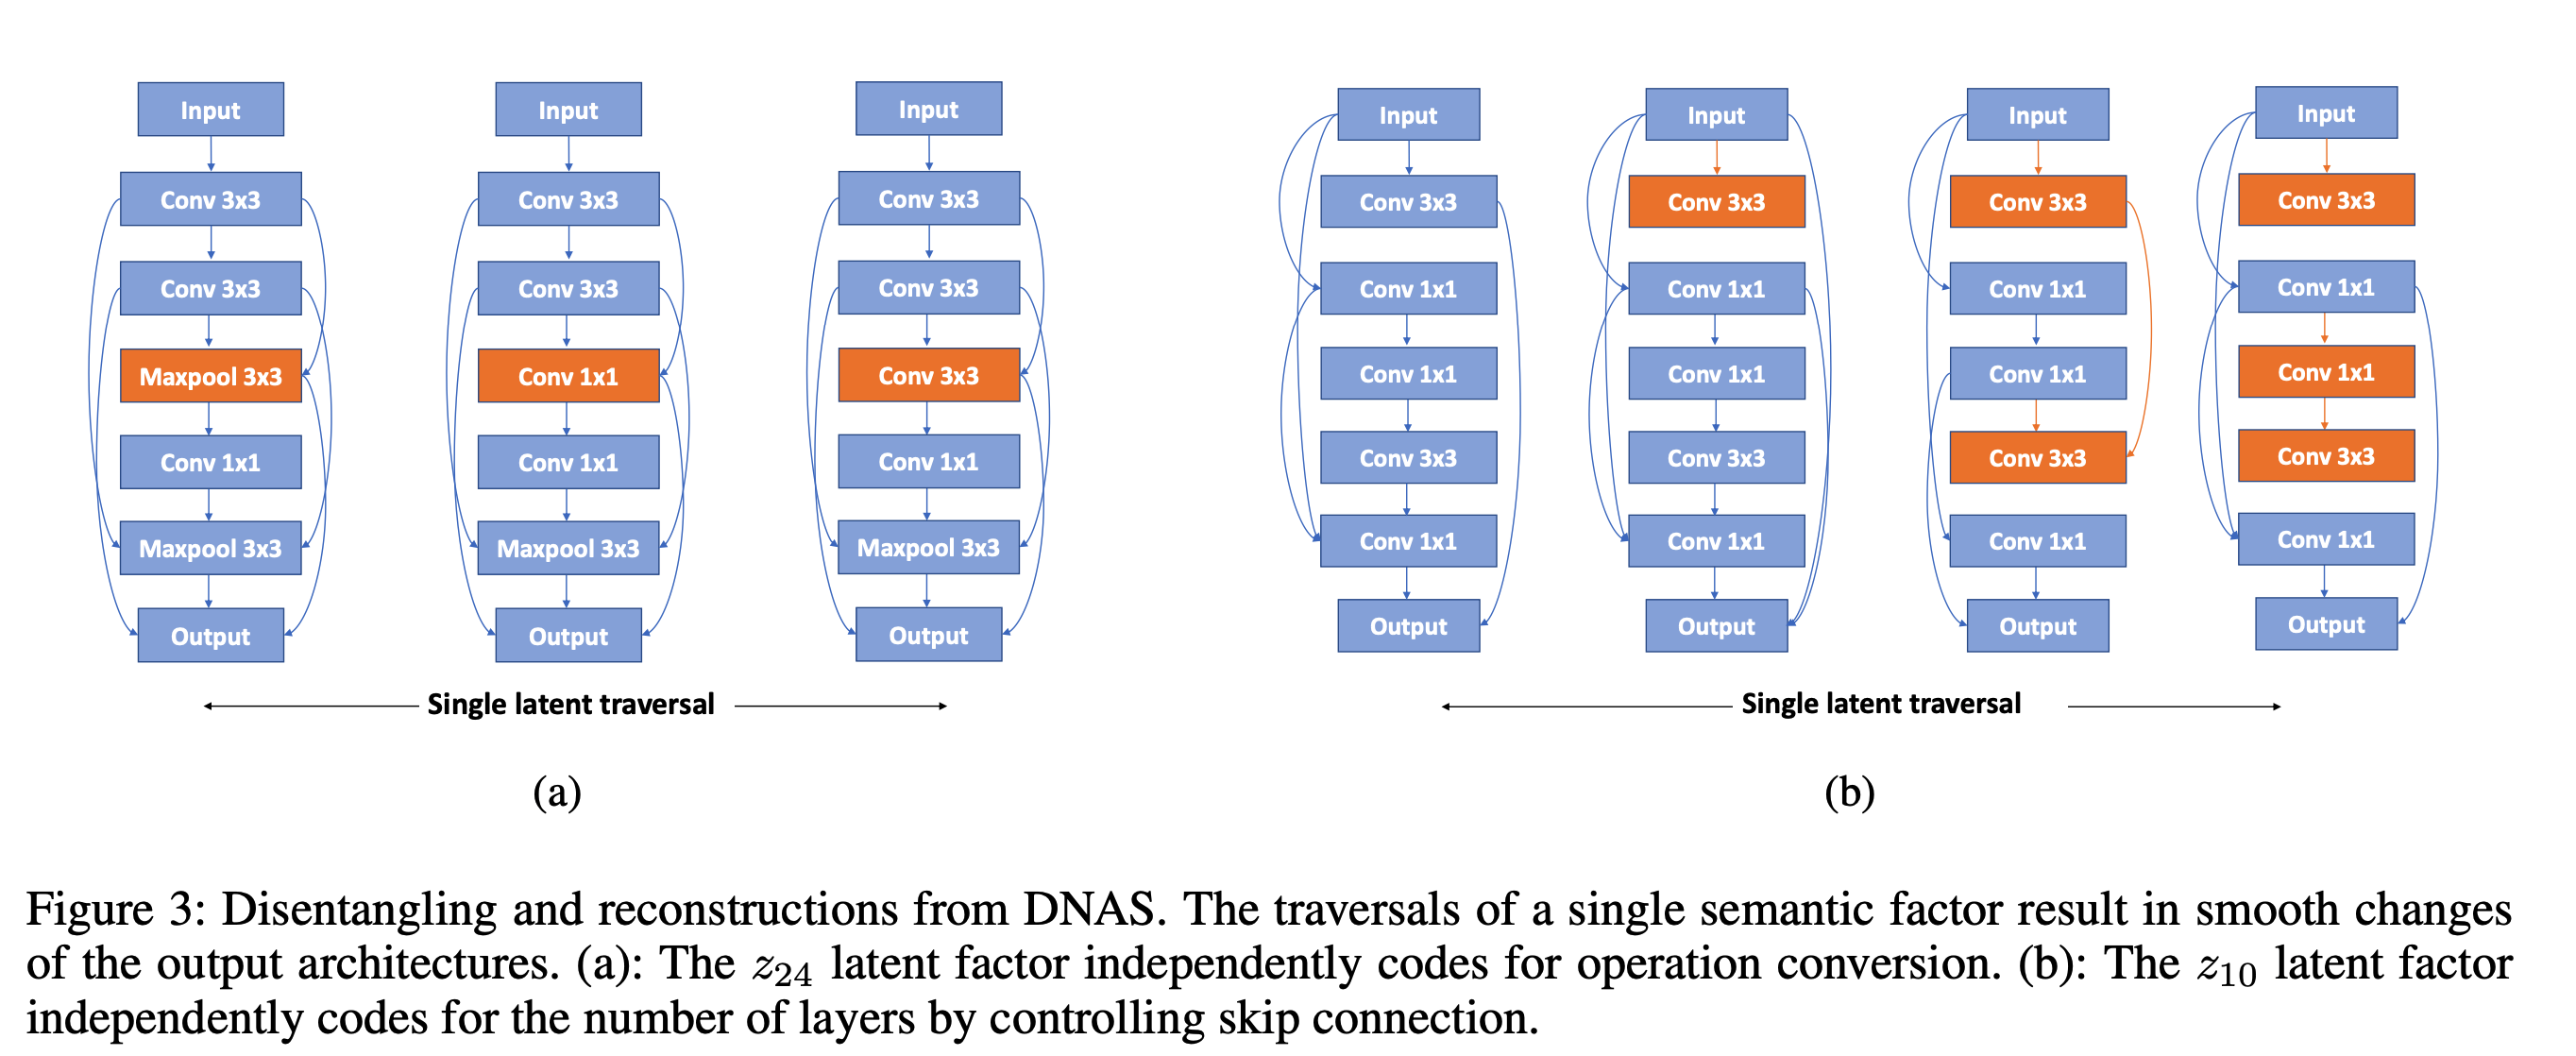 Input
Conv 3x3
Conv 3x3
Maxpool 3x3
Conv 1x1
Maxpool 3x3
Output
Input
Conv 3x3
Conv 3x3
Conv 1x1
Conv 1x1
Maxpool 3x3
Output
Input
Conv 3x3
Conv 3x3
Conv 3x3
Conv 1x1
Maxpool 3x3
Output
Single latent traversal
(a)
Input
Conv 3x3
Conv 1x1
Conv 1x1
Conv 3x3
Conv 1x1
Output
Input
Conv 3x3
Conv 1x1
Conv 1x1
Conv 3x3
Conv 1x1
Output
Input
Conv 3x3
Conv 1x1
Conv 1x1
Conv 3x3
Conv 1x1
Output
Input
Conv 3x3
Conv 1x1
Conv 1x1
Conv 3x3
Conv 1x1
Output
Single latent traversal
(b)
Figure 3: Disentangling and reconstructions from DNAS. The traversals of a single semantic factor result in smooth changes
of the output architectures. (a): The z₂₄ latent factor independently codes for operation conversion. (b): The z₁₀ latent factor
independently codes for the number of layers by controlling skip connection.